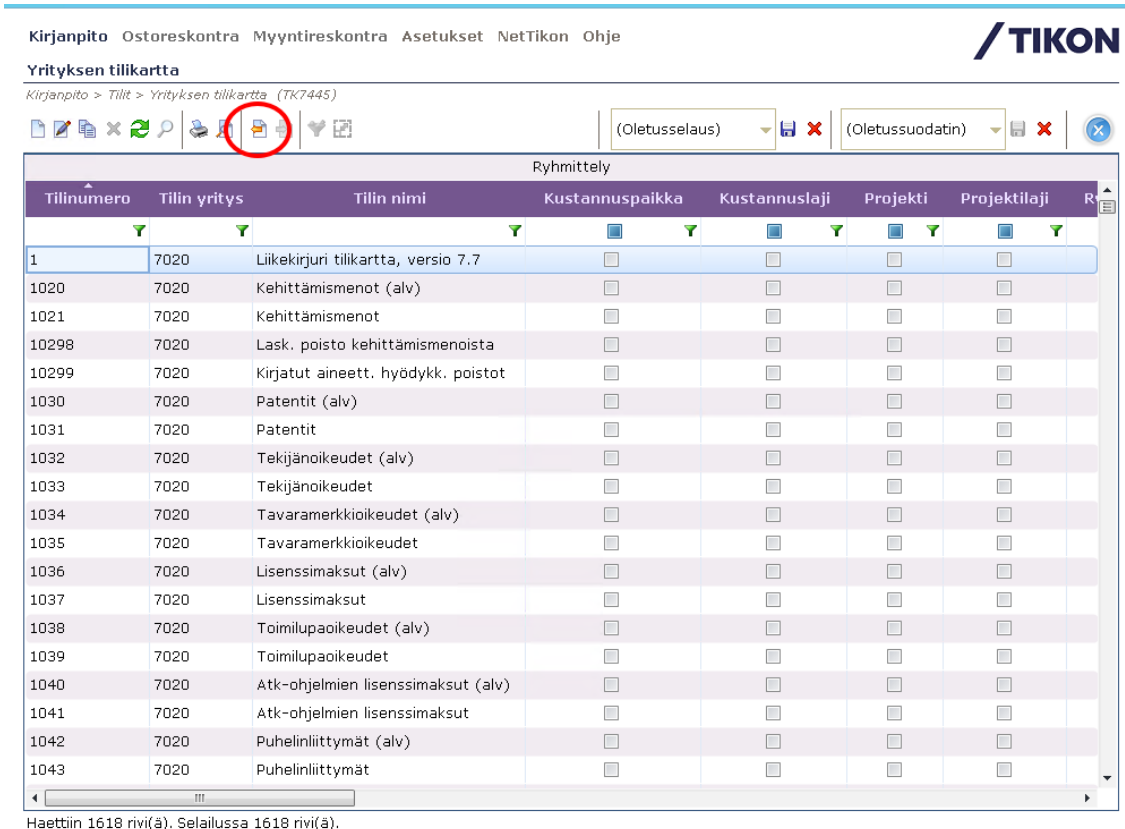 Kirjanpito Ostoreskontra Myyntireskontra Asetukset NetTikon Ohje
TIKON
Yrityksen tilikartta
Kirjanpito > Tilit > Yrityksen tilikartta (TK7445)
(Oletusselaus) (Oletussuodatin)
Ryhmittely
Tilinumero Tilin yritys Tilin nimi Kustannuspaikka Kustannuslaji Projekti Projektilaji
1 7020 Liikekirjuri tilikartta, versio 7.7
1020 7020 Kehittämismenot (alv)
1021 7020 Kehittämismenot
10298 7020 Lask. poisto kehittämismenoista
10299 7020 Kirjatut aineett. hyödykk. poistot
1030 7020 Patentit (alv)
1031 7020 Patentit
1032 7020 Tekijänoikeudet (alv)
1033 7020 Tekijänoikeudet
1034 7020 Tavaramerkkioikeudet (alv)
1035 7020 Tavaramerkkioikeudet
1036 7020 Lisenssimaksut (alv)
1037 7020 Lisenssimaksut
1038 7020 Toimilupaoikeudet (alv)
1039 7020 Toimilupaoikeudet
1040 7020 Atk-ohjelmien lisenssimaksut (alv)
1041 7020 Atk-ohjelmien lisenssimaksut
1042 7020 Puhelinliittymät (alv)
1043 7020 Puhelinliittymät
Haettiin 1618 rivi(ä). Selailussa 1618 rivi(ä).